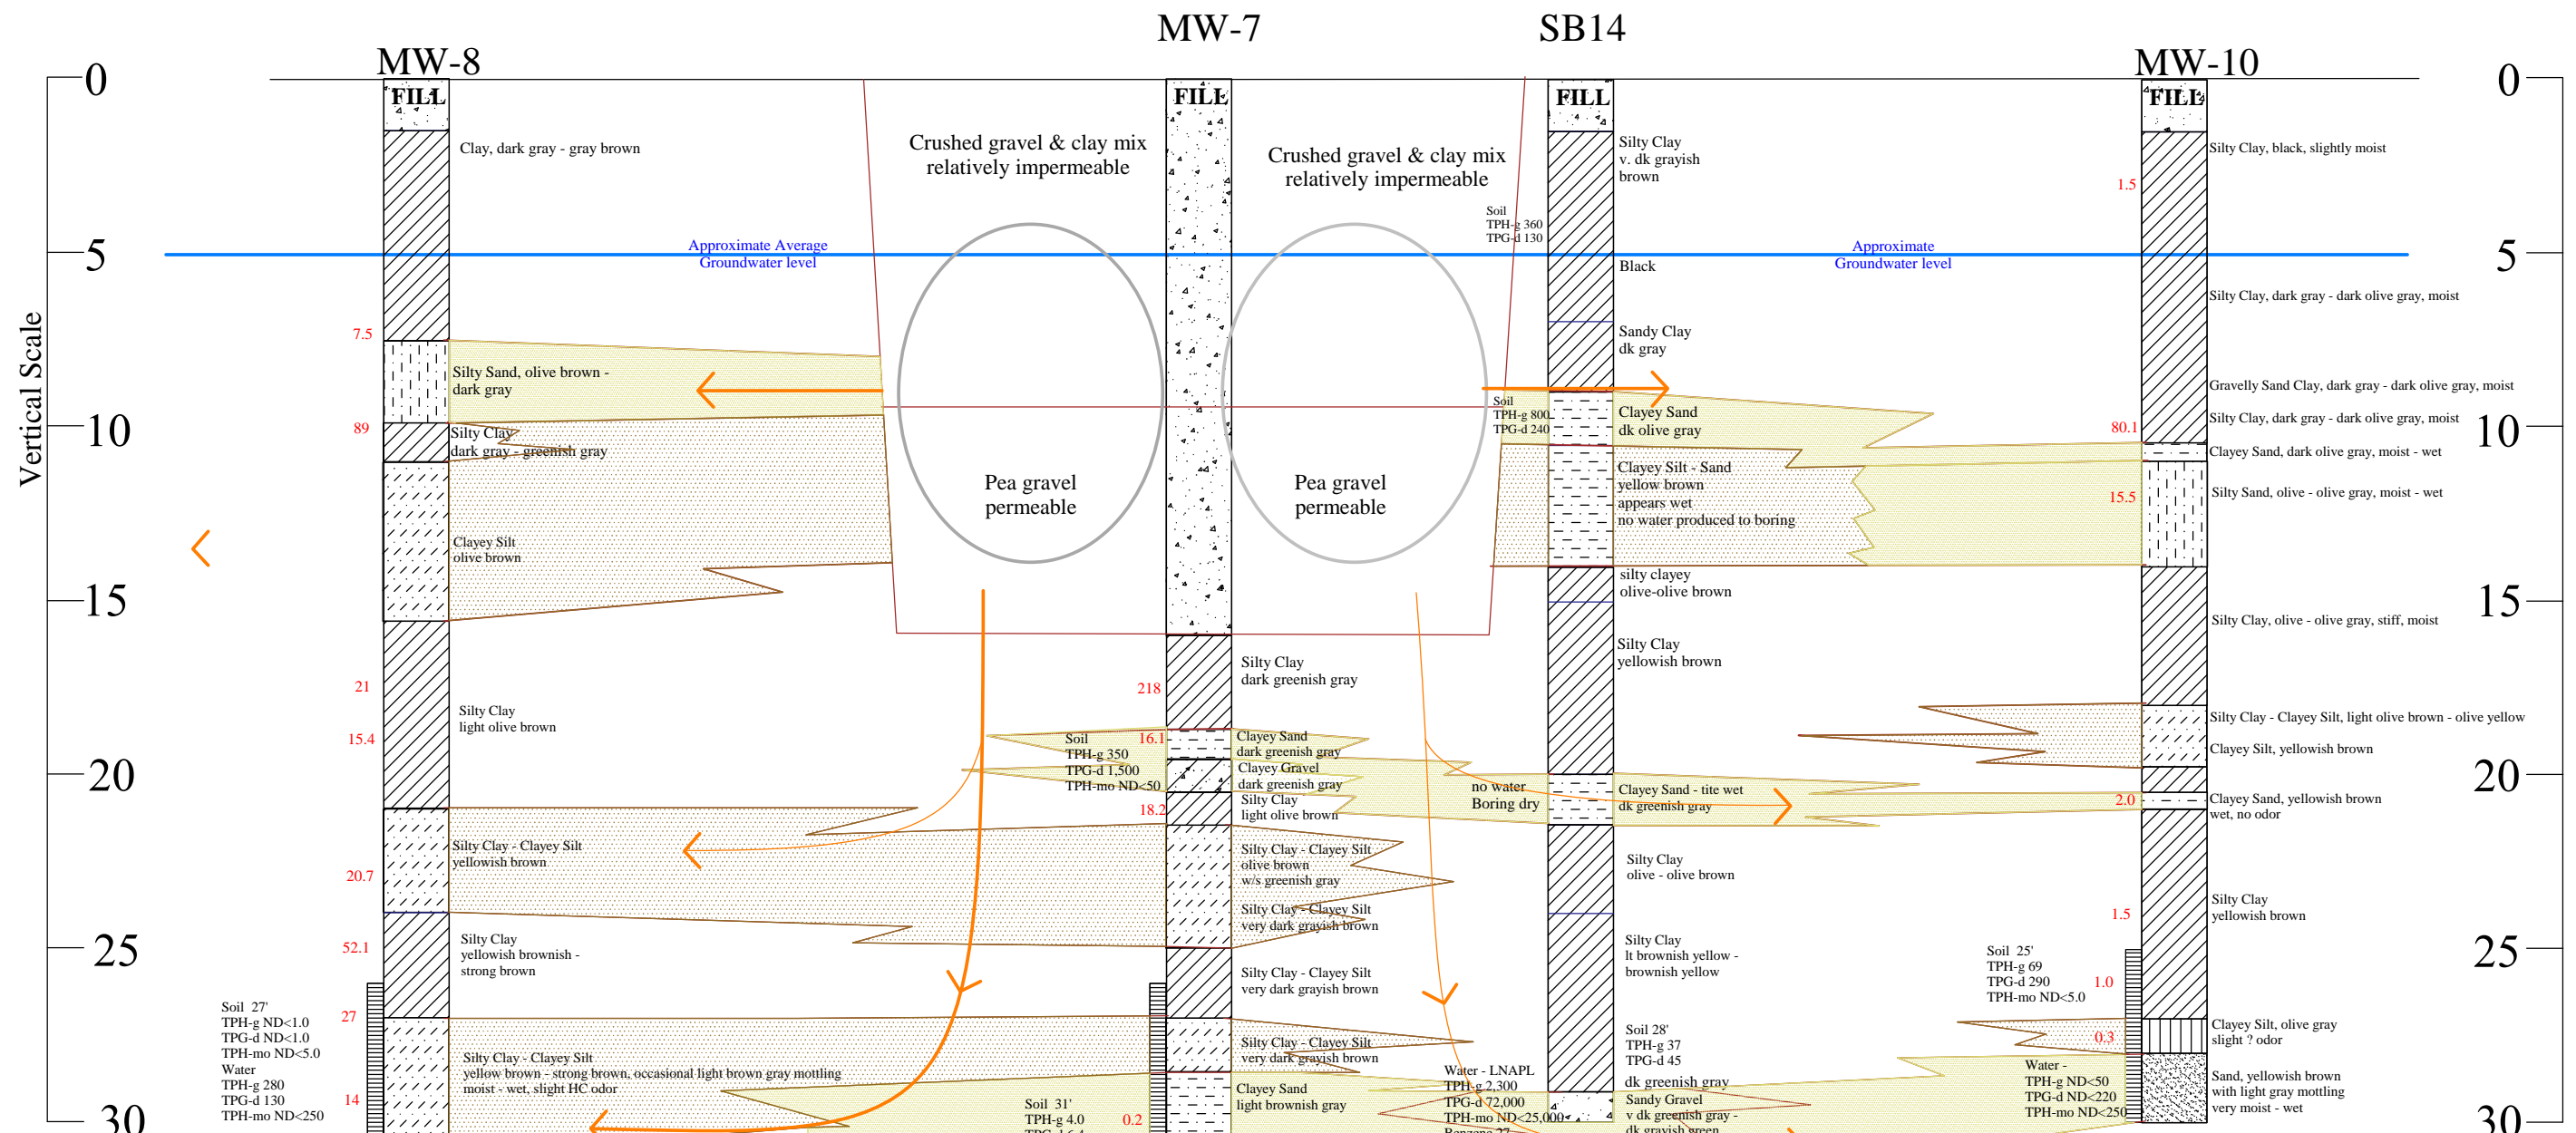 MW-8
MW-7
SB14
MW-10
Vertical Scale
0
5
10
15
20
25
30
FILL
Clay, dark gray - gray brown
Approximate Average
Groundwater level
7.5
Silty Sand, olive brown -
dark gray
89
Silty Clay
dark gray - greenish gray
Clayey Silt
olive brown
21
Silty Clay
light olive brown
15.4
Silty Clay - Clayey Silt
yellowish brown
20.7
Silty Clay
yellowish brownish -
strong brown
52.1
Soil 27'
TPH-g ND<1.0
TPG-d ND<1.0
TPH-mo ND<5.0
Water
TPH-g 280
TPG-d 130
TPH-mo ND<250
27
Silty Clay - Clayey Silt
yellow brown - strong brown, occasional light brown gray mottling
moist - wet, slight HC odor
14
Crushed gravel & clay mix
relatively impermeable
Pea gravel
permeable
FILL
Crushed gravel & clay mix
relatively impermeable
Pea gravel
permeable
218
Silty Clay
dark greenish gray
Soil
TPH-g 350
TPG-d 1,500
TPH-mo ND<50
16.1
Clayey Sand
dark greenish gray
Clayey Gravel
dark greenish gray
18.2
Silty Clay
light olive brown
Silty Clay - Clayey Silt
olive brown
w/s greenish gray
Silty Clay - Clayey Silt
very dark grayish brown
Silty Clay - Clayey Silt
very dark grayish brown
Silty Clay - Clayey Silt
very dark grayish brown
Clayey Sand
light brownish gray
Soil 31'
TPH-g 4.0
0.2
FILL
Silty Clay
v. dk grayish
brown
Soil
TPH-g 360
TPG-d 130
Black
Sandy Clay
dk gray
Soil
TPH-g 800
TPG-d 240
Clayey Sand
dk olive gray
Clayey Silt - Sand
yellow brown
appears wet
no water produced to boring
silty clayey
olive-olive brown
Silty Clay
yellowish brown
no water
Boring dry
Clayey Sand - tite wet
dk greenish gray
Silty Clay
olive - olive brown
Silty Clay
lt brownish yellow -
brownish yellow
Soil 28'
TPH-g 37
TPG-d 45
dk greenish gray
Sandy Gravel
v dk greenish gray -
dk grayish green
Water - LNAPL
TPH-g 2,300
TPG-d 72,000
TPH-mo ND<25,000
Benzene 27
Approximate
Groundwater level
FILL
Silty Clay, black, slightly moist
1.5
Silty Clay, dark gray - dark olive gray, moist
Gravelly Sand Clay, dark gray - dark olive gray, moist
Silty Clay, dark gray - dark olive gray, moist
80.1
Clayey Sand, dark olive gray, moist - wet
15.5
Silty Sand, olive - olive gray, moist - wet
Silty Clay, olive - olive gray, stiff, moist
Silty Clay - Clayey Silt, light olive brown - olive yellow
Clayey Silt, yellowish brown
2.0
Clayey Sand, yellowish brown
wet, no odor
Silty Clay
yellowish brown
1.5
Soil 25'
TPH-g 69
TPG-d 290
TPH-mo ND<5.0
1.0
Clayey Silt, olive gray
slight ? odor
0.3
Water -
TPH-g ND<50
TPG-d ND<220
TPH-mo ND<250
Sand, yellowish brown
with light gray mottling
very moist - wet
0
5
10
15
20
25
30